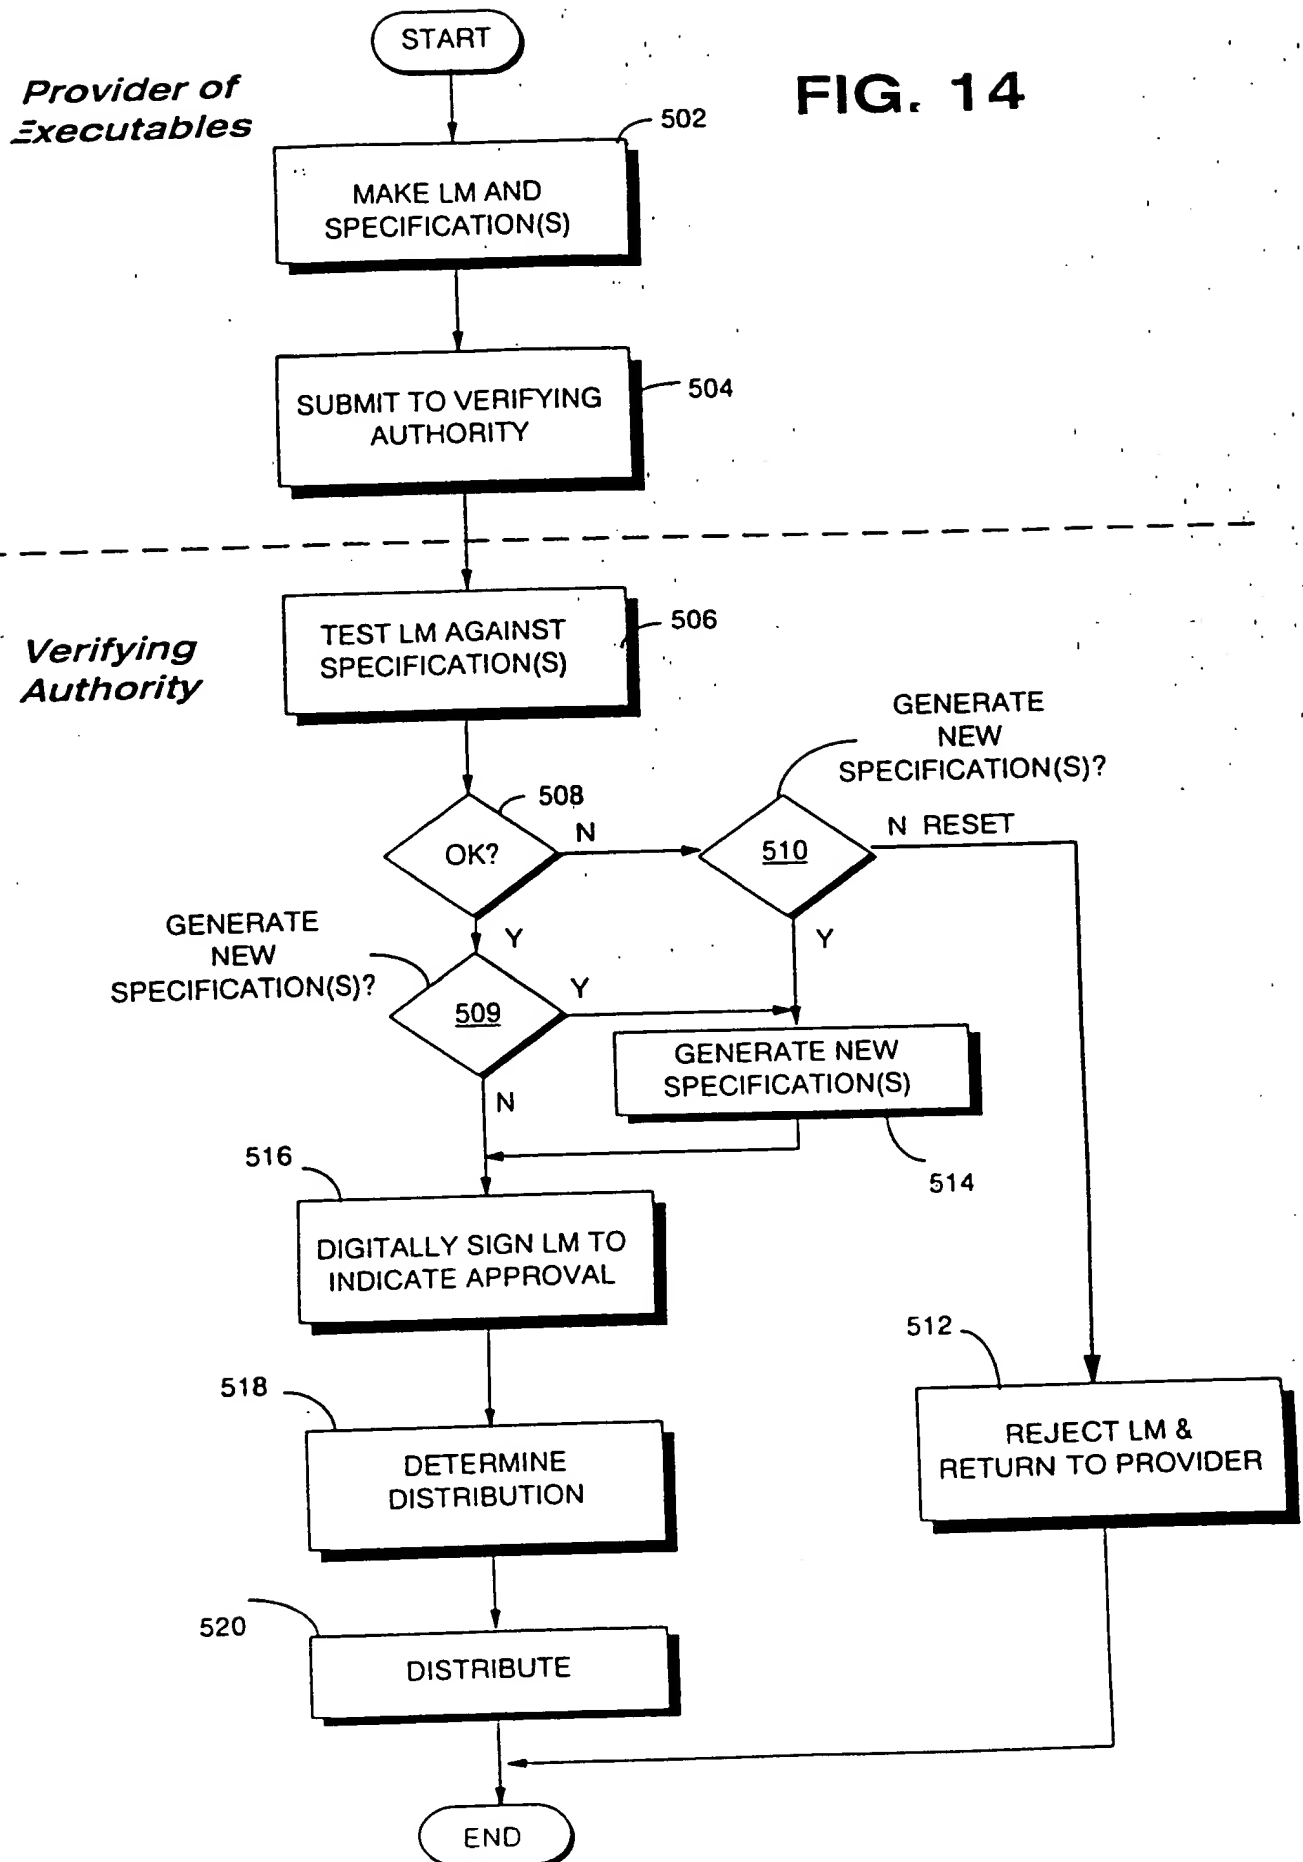 START
FIG. 14
Provider of
Executables
502
MAKE LM AND
SPECIFICATION(S)
504
SUBMIT TO VERIFYING
AUTHORITY
Verifying
Authority
506
TEST LM AGAINST
SPECIFICATION(S)
GENERATE
NEW
SPECIFICATION(S)?
508
OK?
N
510
N RESET
GENERATE
NEW
SPECIFICATION(S)?
Y
Y
509
Y
GENERATE NEW
SPECIFICATION(S)
N
514
516
DIGITALLY SIGN LM TO
INDICATE APPROVAL
512
REJECT LM &
RETURN TO PROVIDER
518
DETERMINE
DISTRIBUTION
520
DISTRIBUTE
END